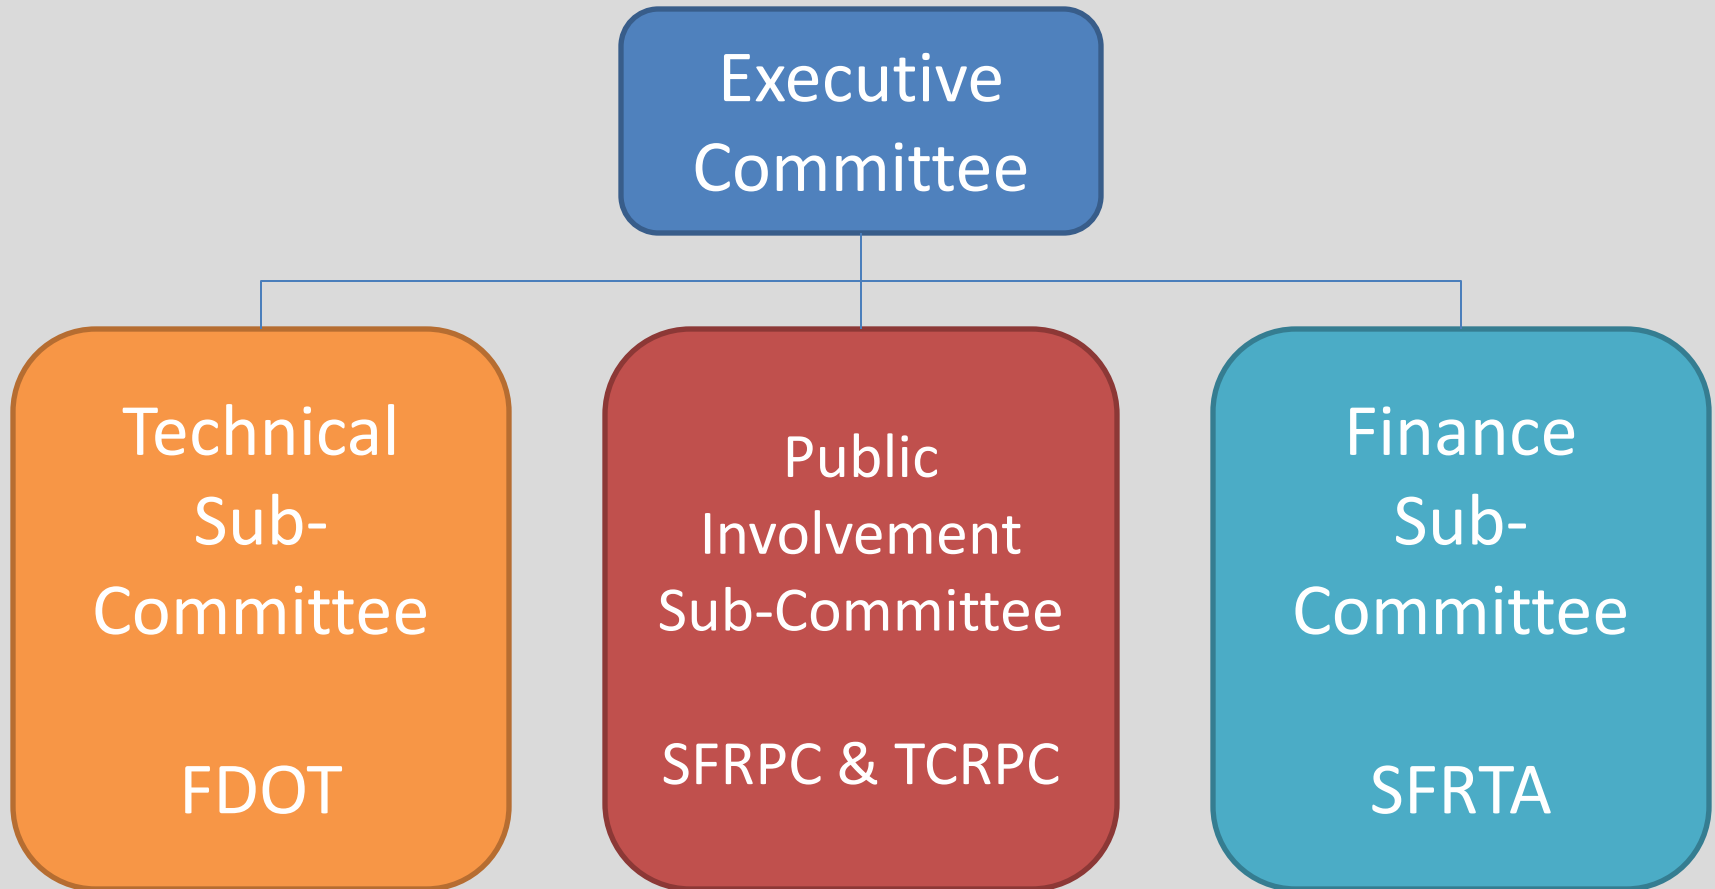 Executive
Committee
Technical
Sub-
Committee
FDOT
Public
Involvement
Sub-Committee
SFRPC & TCRPC
Finance
Sub-
Committee
SFRTA